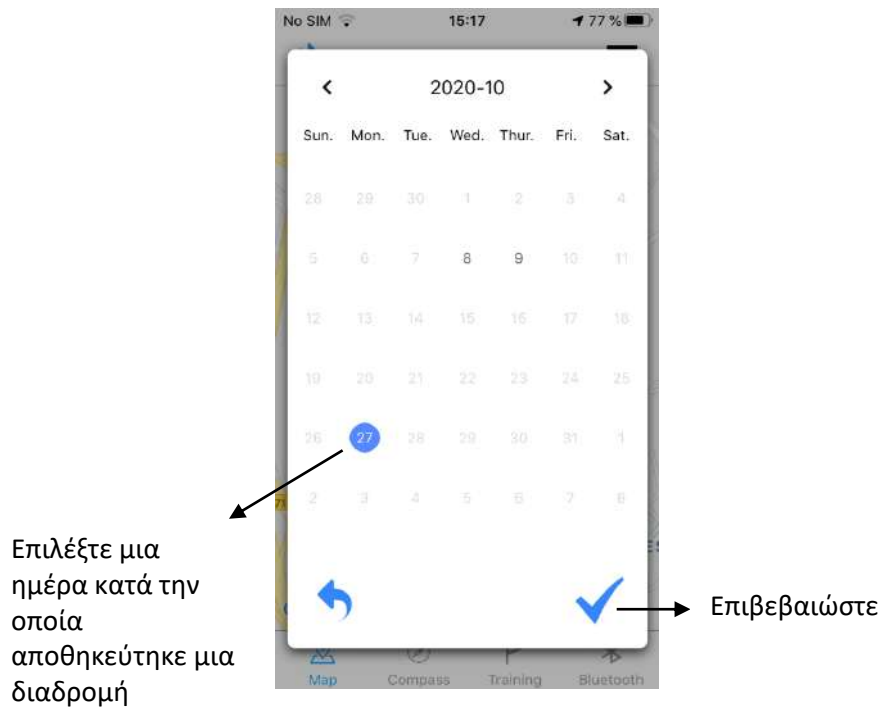 No SIM 15:17 77 %
2020-10
Sun. Mon. Tue. Wed. Thur. Fri. Sat.
28 29 30 1 2 3 4
5 6 7 8 9 10 11
12 13 14 15 16 17 18
19 20 21 22 23 24 25
26 27 28 29 30 31 1
2 3 4 5 6 7 8
Επιλέξτε μια
ημέρα κατά την
οποία
αποθηκεύτηκε μια
διαδρομή
Επιβεβαιώστε
Map Compass Training Bluetooth